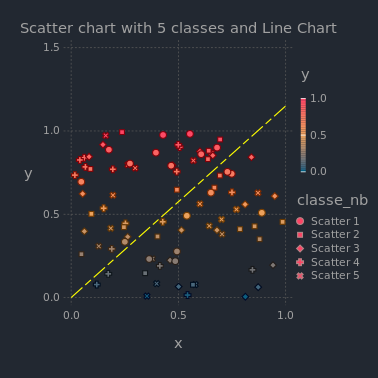 Scatter chart with 5 classes and Line Chart
1.5
1.0
0.5
0.0
y
0.0
0.5
1.0
x
y
1.0
0.5
0.0
classe_nb
Scatter 1
Scatter 2
Scatter 3
Scatter 4
Scatter 5